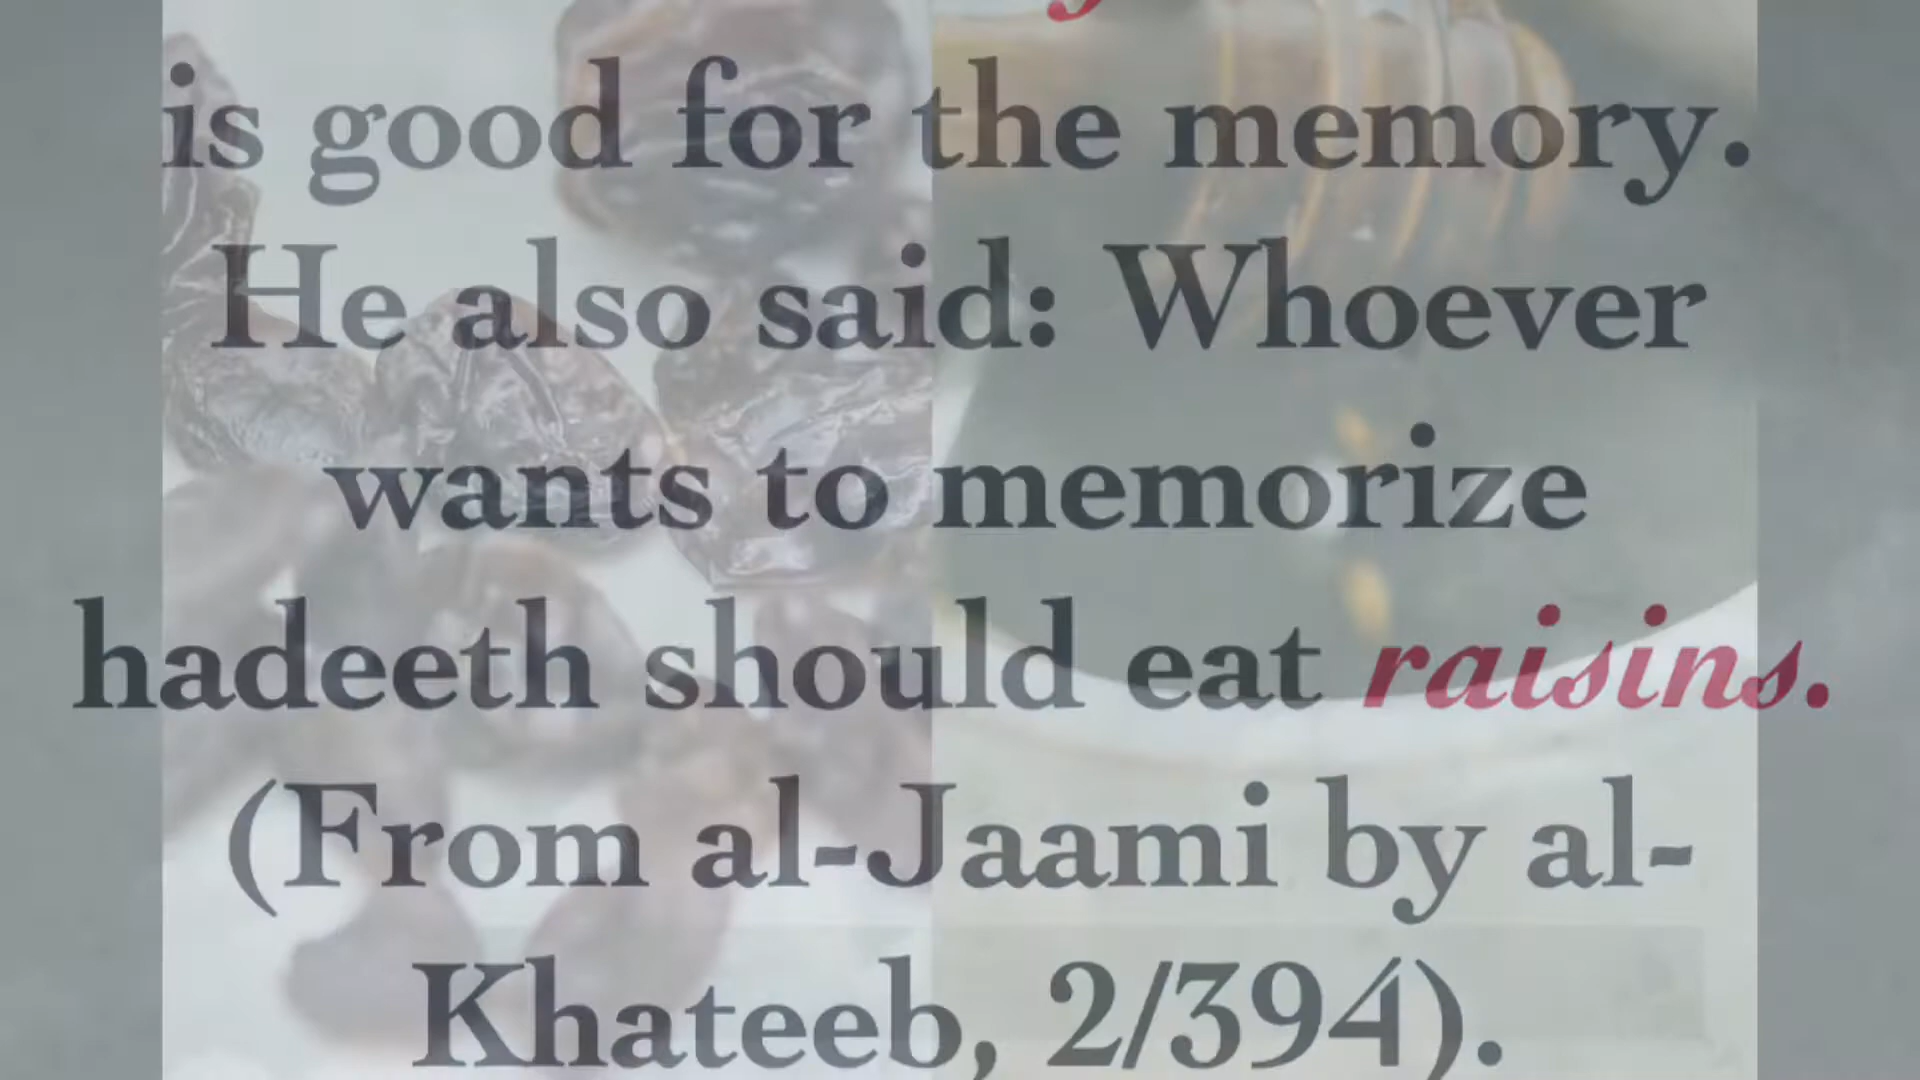 is good for the memory.
He also said: Whoever
wants to memorize
hadeeth should eat raisins.
(From al-Jaami by al-
Khateeb, 2/394).